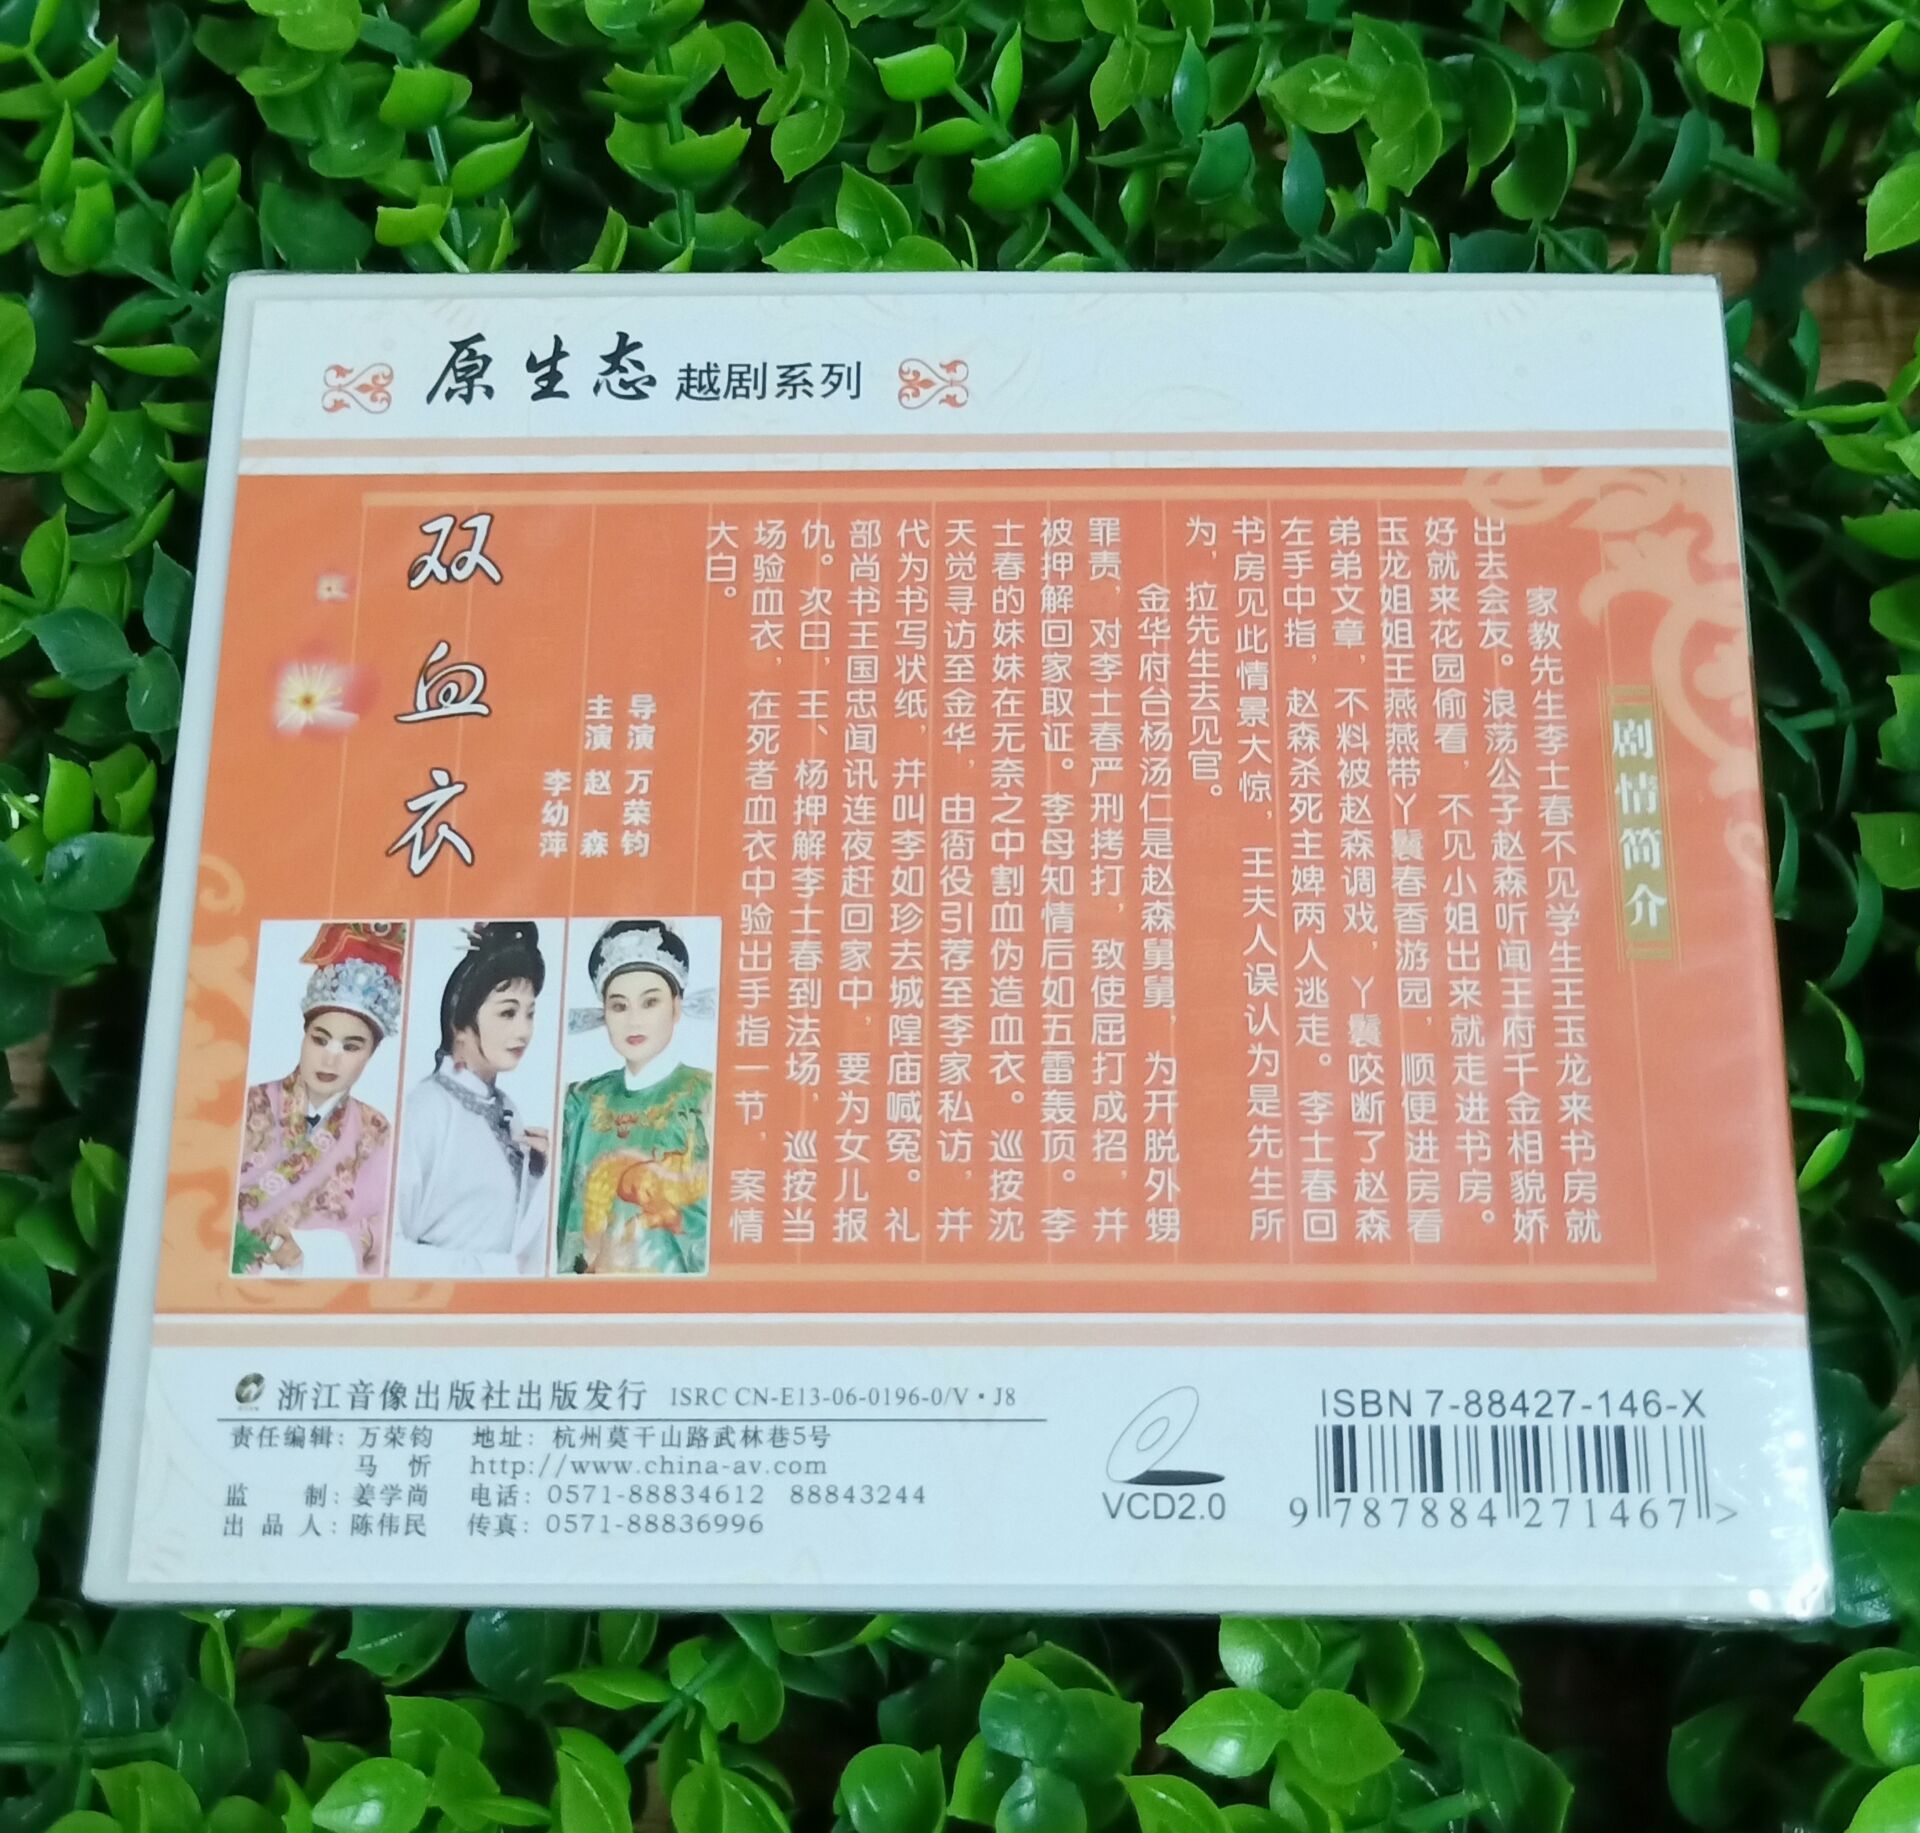 原生态 越剧系列
剧情简介
家教先生李士春不见学生王玉龙来书房就
出去会友。浪荡公子赵森听闻王府千金相貌娇
好就来花园偷看，不见小姐出来就走进书房。
玉龙姐姐王燕燕带丫鬟春香游园，顺便进房看
弟弟文章，不料被赵森调戏，丫鬟咬断了赵森
左手中指，赵森杀死主婢两人逃走。李士春回
书房见此情景大惊，王夫人误认为是先生所
为，拉先生去见官。
金华府台杨汤仁是赵森舅舅，为开脱外甥
罪责，对李士春严刑拷打，致使屈打成招，并
被押解回家取证。李母知情后如五雷轰顶。李
士春的妹妹在无奈之中割血伪造血衣。巡按沈
天觉寻访至金华，由衙役引荐至李家私访，并
代为书写状纸，并叫李如珍去城隍庙喊冤。礼
部尚书王国忠闻讯连夜赶回家中，要为女儿报
仇。次日，王、杨押解李士春到法场，巡按当
场验血衣，在死者血衣中验出手指一节，案情
大白。
导演 万荣钧
主演 赵森
李幼萍
双血衣
浙江音像出版社出版发行 ISRC CN-E13-06-0196-0/V·J8
责任编辑：万荣钧 地址：杭州莫干山路武林巷5号
马忻 http://www.china-av.com
监制：姜学尚 电话：0571-88834612 88843244
出品人：陈伟民 传真：0571-88836996
VCD2.0
ISBN 7-88427-146-X
9 787884 271467 >